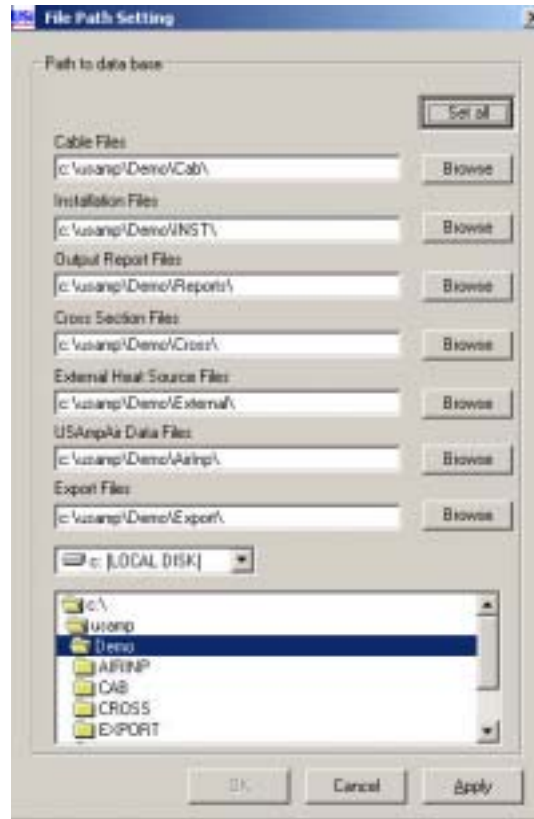 USA
File Path Setting
Path to data base
Set all
Cable Files
c:\usamp\Demo\Cab\
Browse
Installation Files
c:\usamp\Demo\INST\
Browse
Output Report Files
c:\usamp\Demo\Reports\
Browse
Cross Section Files
c:\usamp\Demo\Cross\
Browse
External Heat Source Files
c:\usamp\Demo\External\
Browse
USAmpAir Data Files
c:\usamp\Demo\AirInp\
Browse
Export Files
c:\usamp\Demo\Export\
Browse
c: [LOCAL DISK]
c:\
usamp
Demo
AIRINP
CAB
CROSS
EXPORT
OK
Cancel
Apply